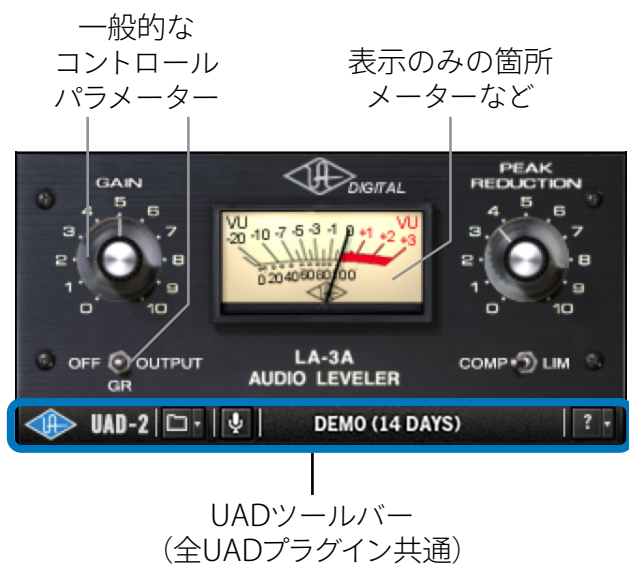 一般的な
コントロール
パラメーター
表示のみの箇所
メーターなど
GAIN
0 1 2 3 4 5 6 7 8 9 10
UA DIGITAL
VU VU
-20 -10 -7 -5 -3 -1 0 +1 +2 +3
0 20 40 60 80 100
PEAK
REDUCTION
0 1 2 3 4 5 6 7 8 9 10
OFF OUTPUT
GR
LA-3A
AUDIO LEVELER
COMP LIM
UAD-2 DEMO (14 DAYS) ?
UADツールバー
(全UADプラグイン共通)